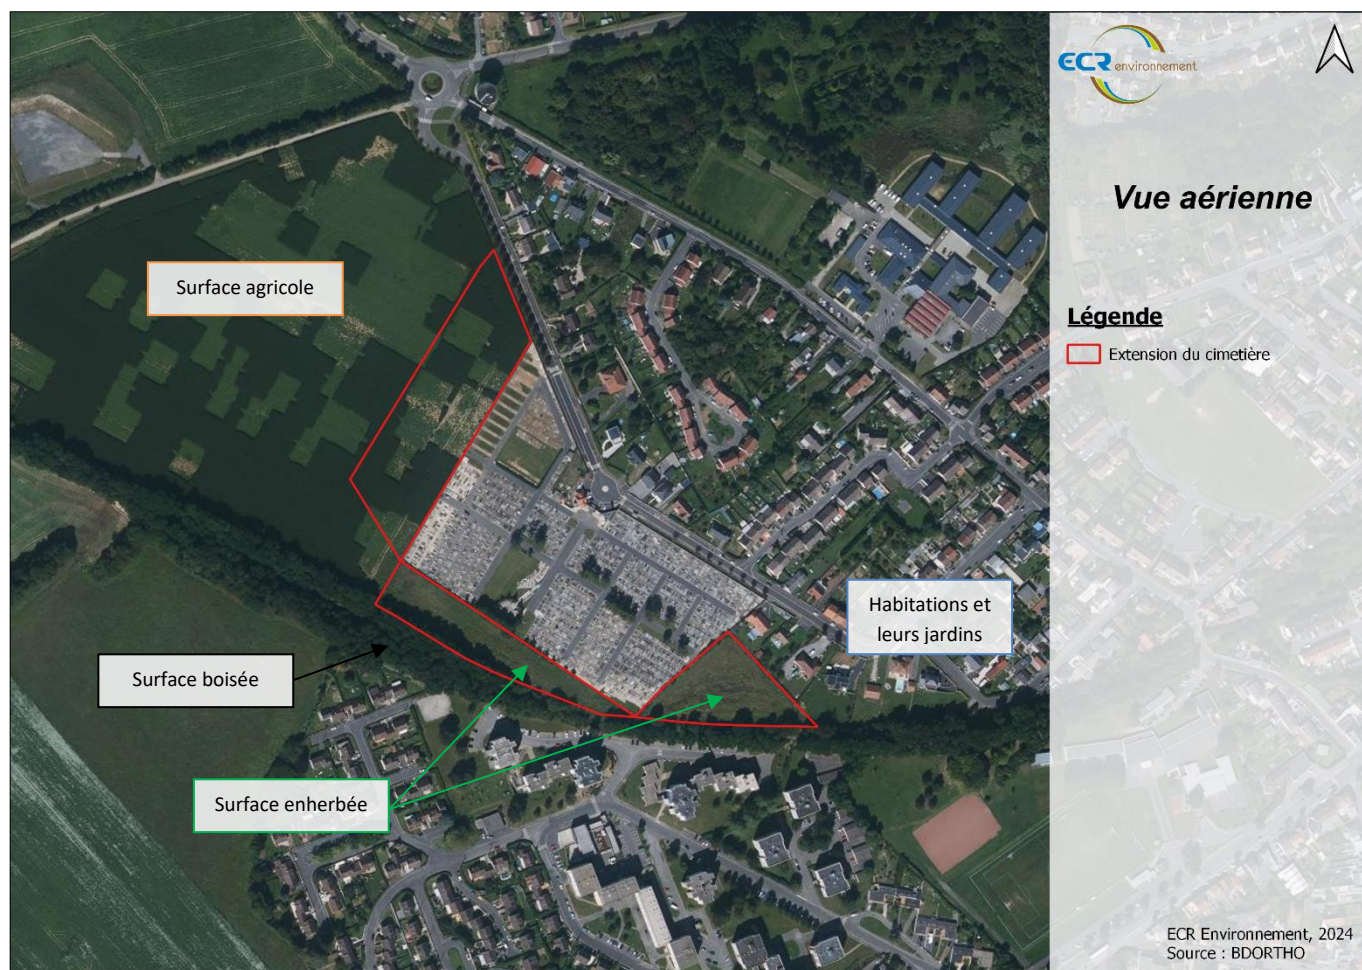 ECR environnement
Vue aérienne
Légende
Extension du cimetière
Surface agricole
Habitations et
leurs jardins
Surface boisée
Surface enherbée
ECR Environnement, 2024
Source : BDORTHO